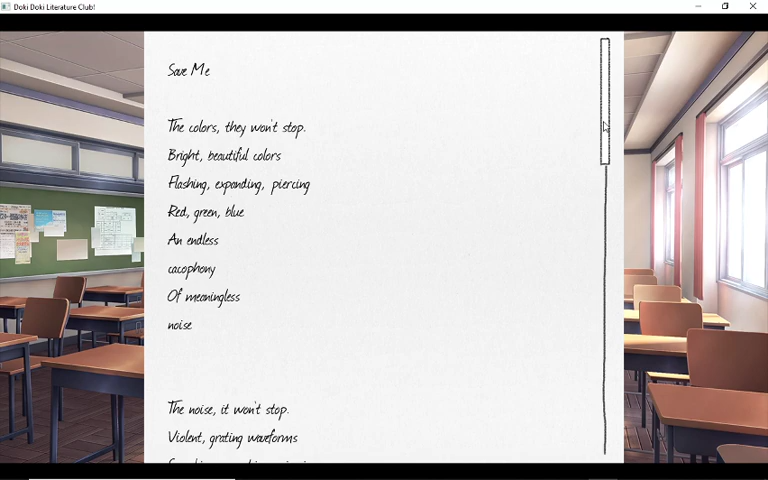 Doki Doki Literature Club!
Save Me
The colors, they won't stop.
Bright, beautiful colors
Flashing, expanding, piercing
Red, green, blue
An endless
cacophony
Of meaningless
noise
The noise, it won't stop.
Violent, grating waveforms